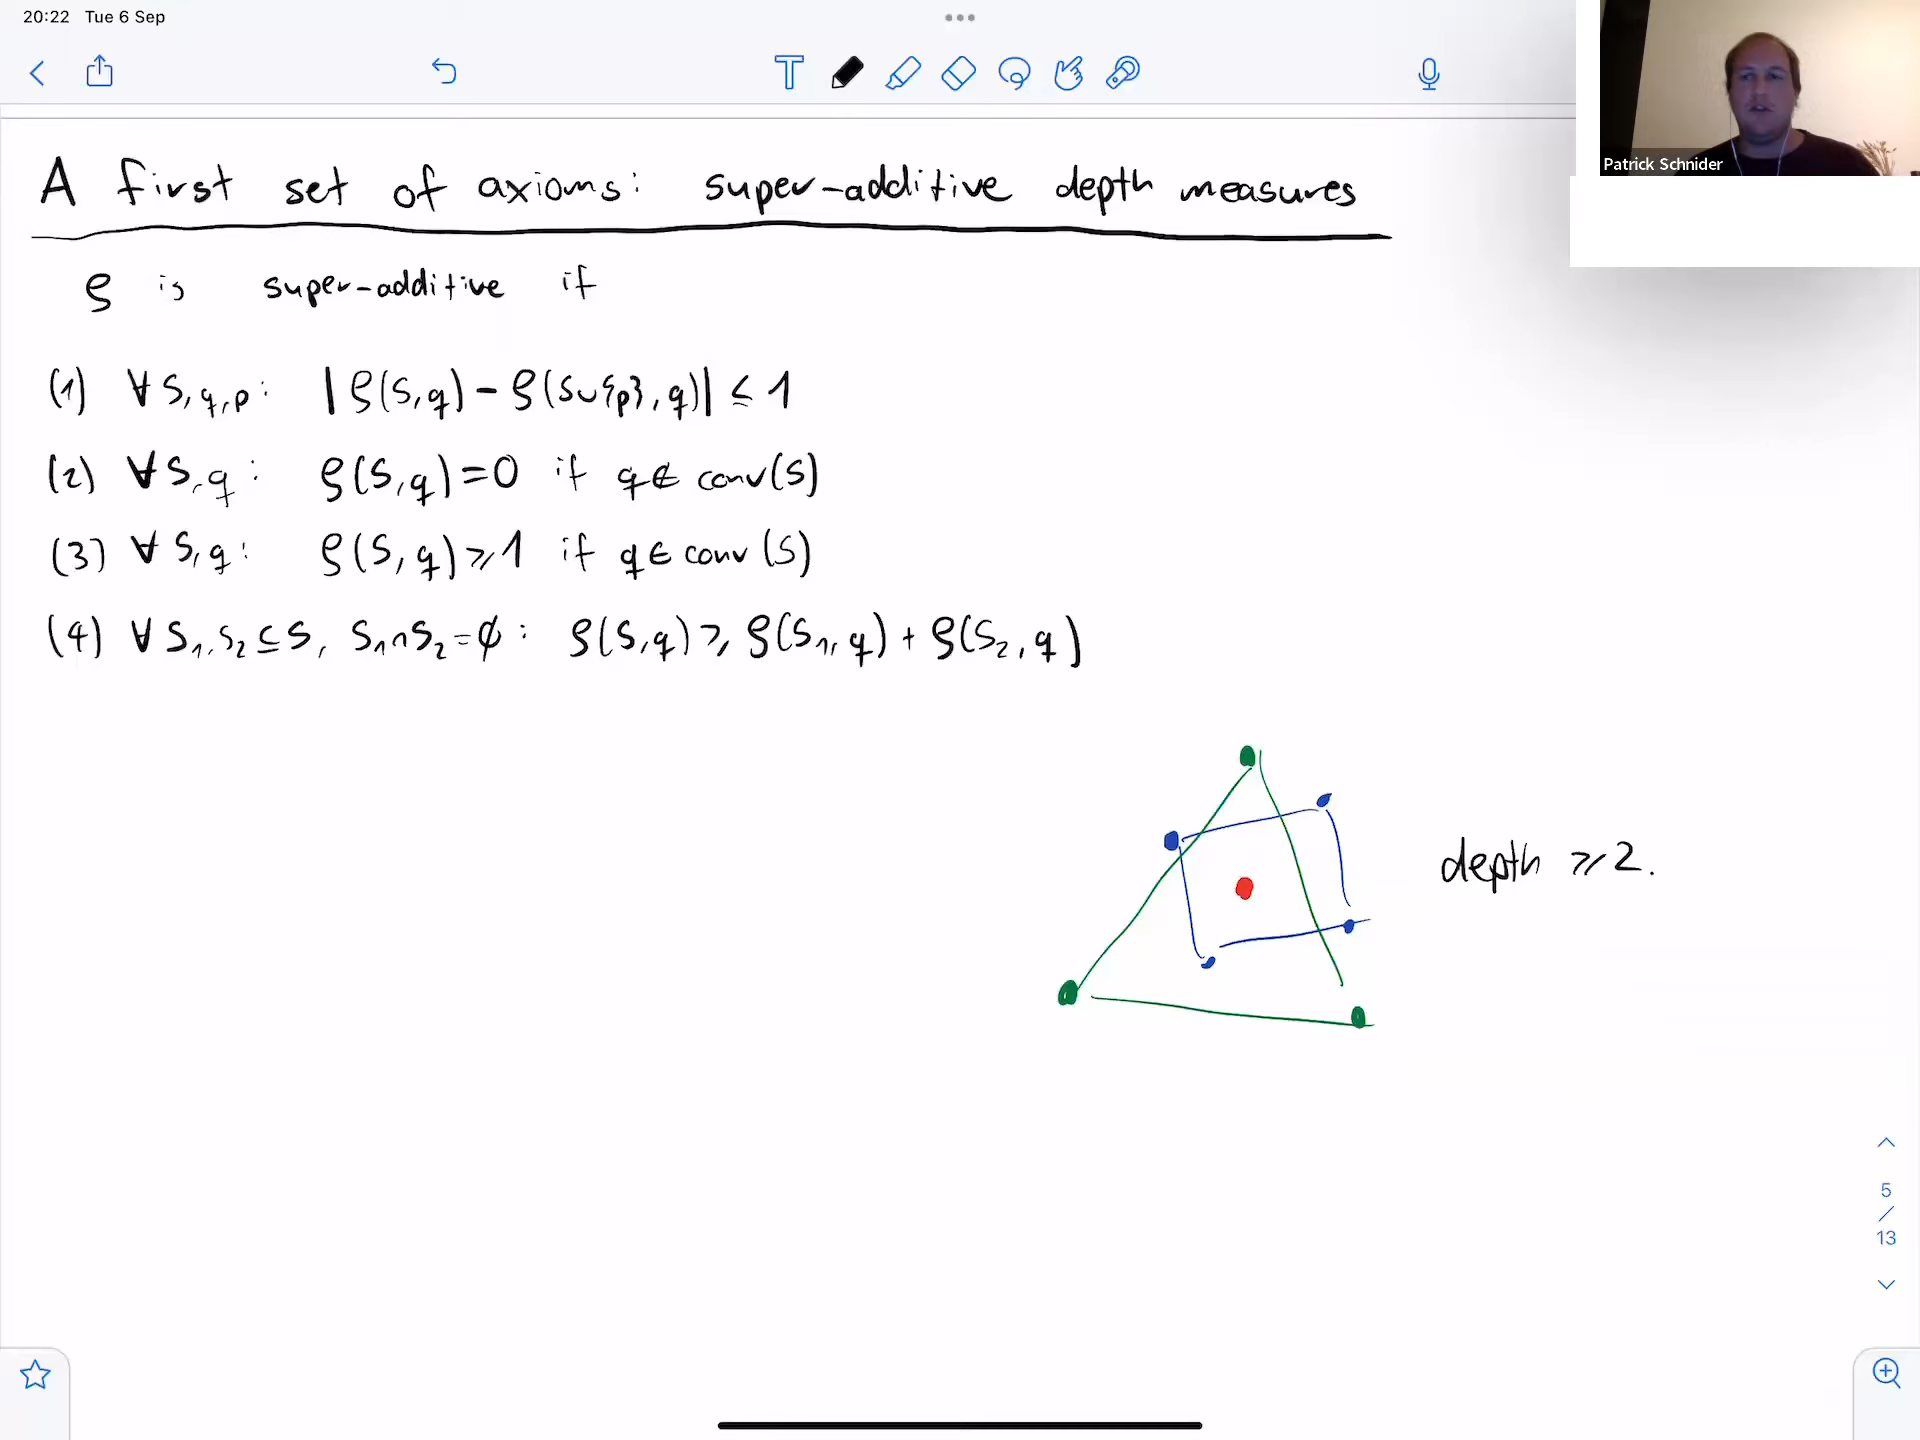 20:22 Tue 6 Sep
Patrick Schnider
A first set of axioms: super-additive depth measures
ϱ is super-additive if
(1) ∀ S,q,p: |ϱ(S,q) - ϱ(S∪{p},q)| ≤ 1
(2) ∀ S,q: ϱ(S,q)=0 if q∉ conv(S)
(3) ∀ S,q: ϱ(S,q)⩾1 if q∈ conv(S)
(4) ∀ S₁,S₂⊆S, S₁∩S₂=∅: ϱ(S,q)⩾ϱ(S₁,q)+ϱ(S₂,q)
depth ⩾2.
5
/
13